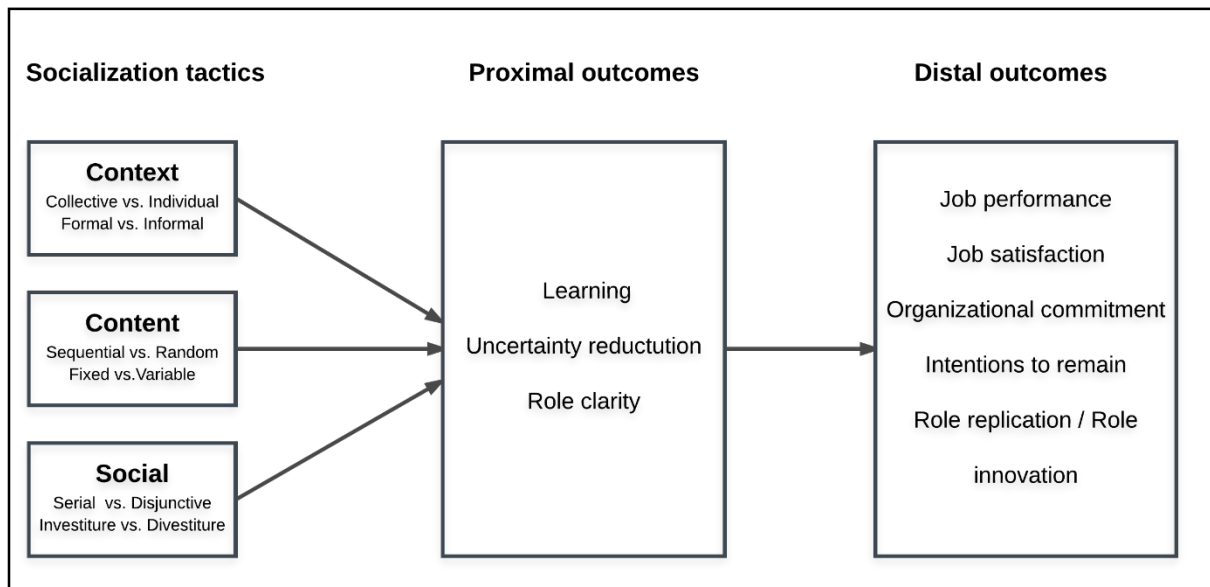 Socialization tactics
Proximal outcomes
Distal outcomes
Context
Collective vs. Individual
Formal vs. Informal
Content
Sequential vs. Random
Fixed vs.Variable
Social
Serial vs. Disjunctive
Investiture vs. Divestiture
Learning
Uncertainty reductution
Role clarity
Job performance
Job satisfaction
Organizational commitment
Intentions to remain
Role replication / Role
innovation